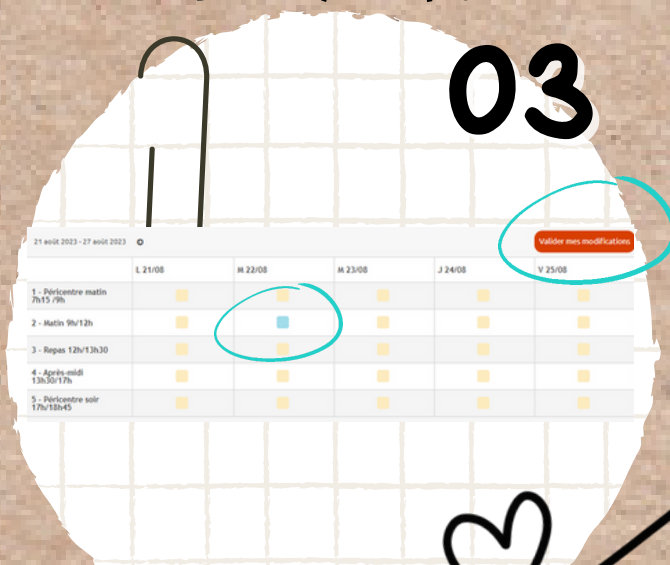 03
21 août 2023 - 27 août 2023
Valider mes modifications
L 21/08 M 22/08 M 23/08 J 24/08 V 25/08
1 - Péricentre matin
7h15 /9h
2 - Matin 9h/12h
3 - Repas 12h/13h30
4 - Après-midi
13h30/17h
5 - Péricentre soir
17h/18h45